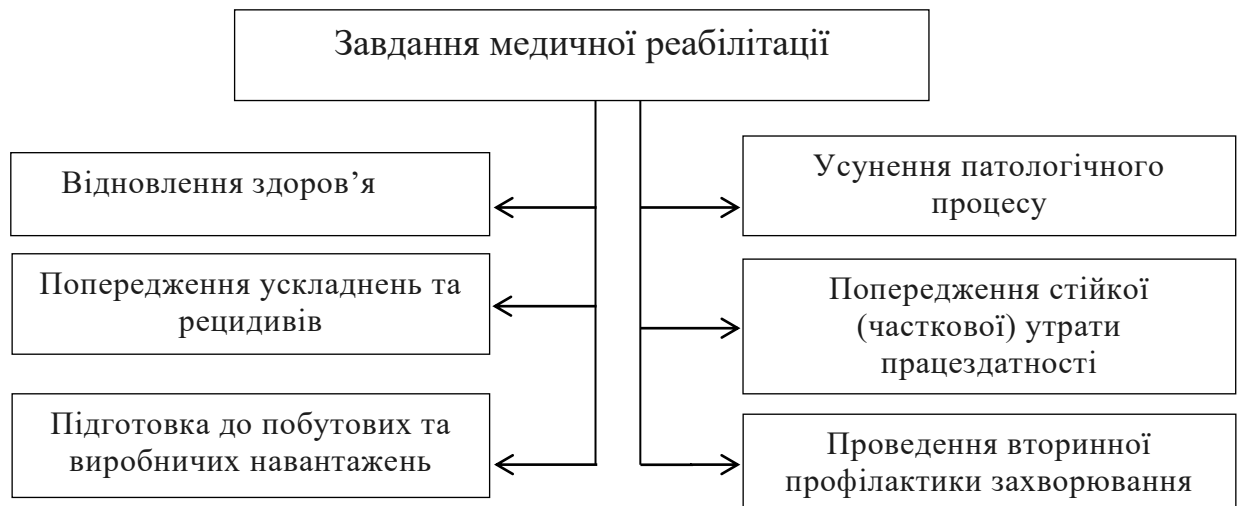 Завдання медичної реабілітації
Відновлення здоров’я
Попередження ускладнень та
рецидивів
Підготовка до побутових та
виробничих навантажень
Усунення патологічного
процесу
Попередження стійкої
(часткової) утрати
працездатності
Проведення вторинної
профілактики захворювання